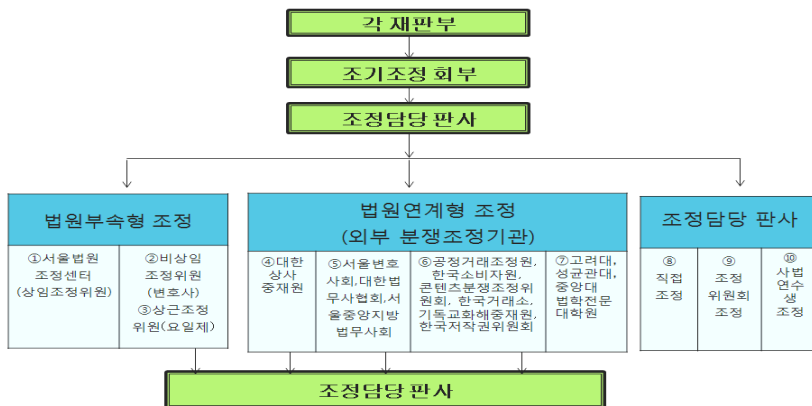 각 재판부
조기조정 회부
조정담당 판사
법원부속형 조정
①서울법원
조정센터
(상임조정위원)
②비상임
조정위원
(변호사)
③상근조정
위원(요일제)
법원연계형 조정
(외부 분쟁조정기관)
④대한
상사
중재원
⑤서울변호
사회,대한법
무사협회,서
울중앙지방
법무사회
⑥공정거래조정원,
한국소비자원,
콘텐츠분쟁조정위
원회, 한국거래소,
기독교화해중재원,
한국저작권위원회
⑦고려대,
성균관대,
중앙대
법학전문
대학원
조정담당 판사
⑧
직접
조정
⑨
조정
위원회
조정
⑩
사법
연수
생
조정
조정담당 판사